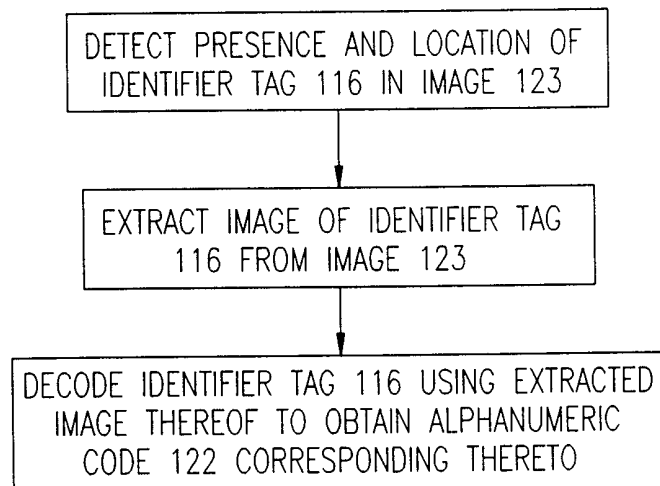 DETECT PRESENCE AND LOCATION OF
IDENTIFIER TAG 116 IN IMAGE 123
EXTRACT IMAGE OF IDENTIFIER TAG
116 FROM IMAGE 123
DECODE IDENTIFIER TAG 116 USING EXTRACTED
IMAGE THEREOF TO OBTAIN ALPHANUMERIC
CODE 122 CORRESPONDING THERETO